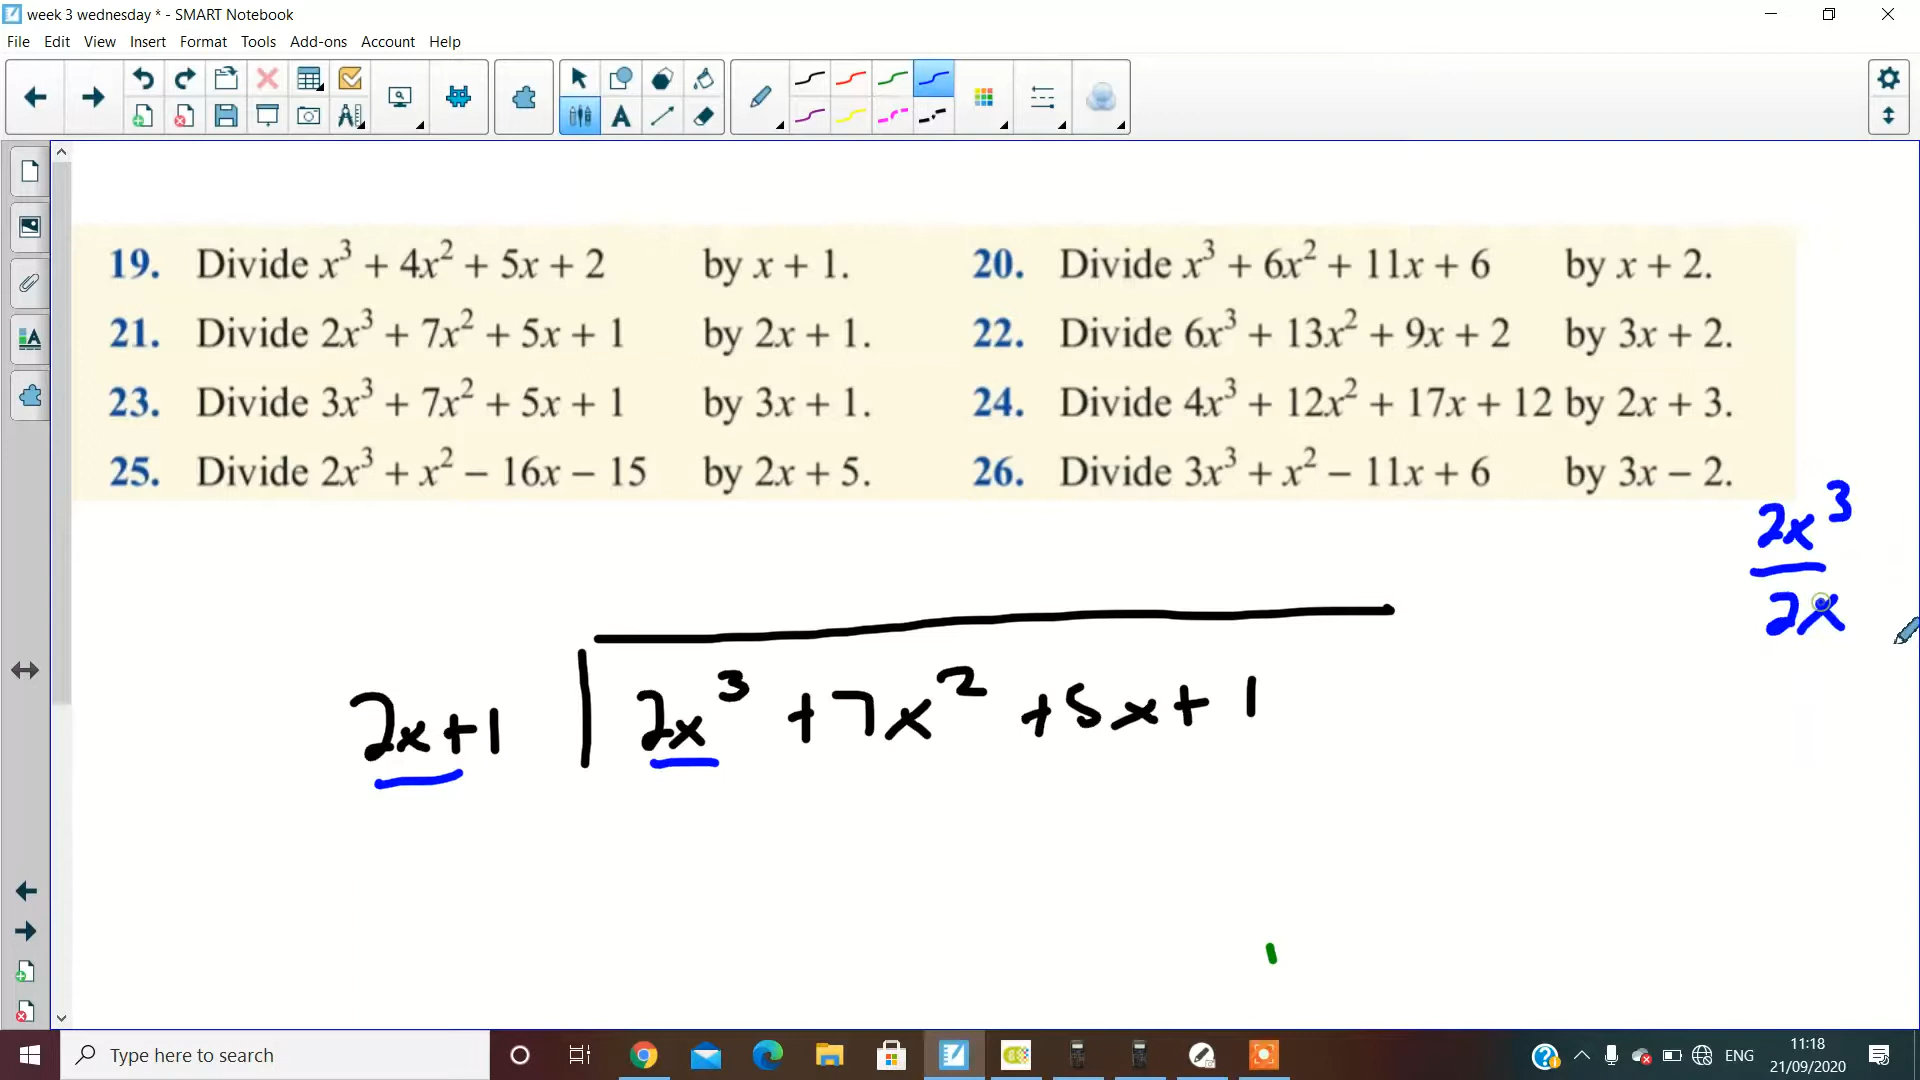 week 3 wednesday * - SMART Notebook
File Edit View Insert Format Tools Add-ons Account Help
19. Divide x³ + 4x² + 5x + 2 by x + 1. 20. Divide x³ + 6x² + 11x + 6 by x + 2.
21. Divide 2x³ + 7x² + 5x + 1 by 2x + 1. 22. Divide 6x³ + 13x² + 9x + 2 by 3x + 2.
23. Divide 3x³ + 7x² + 5x + 1 by 3x + 1. 24. Divide 4x³ + 12x² + 17x + 12 by 2x + 3.
25. Divide 2x³ + x² − 16x − 15 by 2x + 5. 26. Divide 3x³ + x² − 11x + 6 by 3x − 2.
2x³
2x
2x+1 2x³ +7x² +5x+1
Type here to search
ENG
11:18
21/09/2020